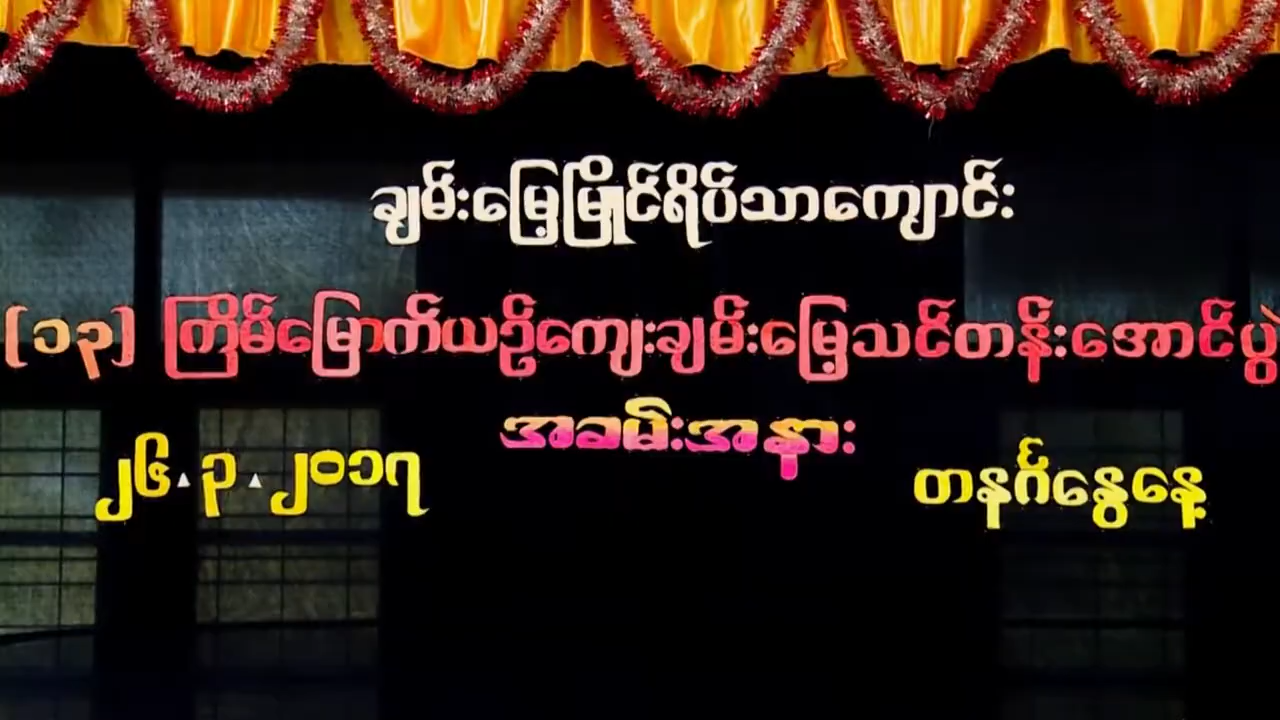 ချမ်းမြေ့မြိုင်ရိပ်သာကျောင်း
(၁၃) ကြိမ်မြောက်ယဉ်ကျေးချမ်းမြေ့သင်တန်းအောင်ပွဲ
အခမ်းအနား
၂၆.၃.၂၀၁၇ တနင်္ဂနွေနေ့